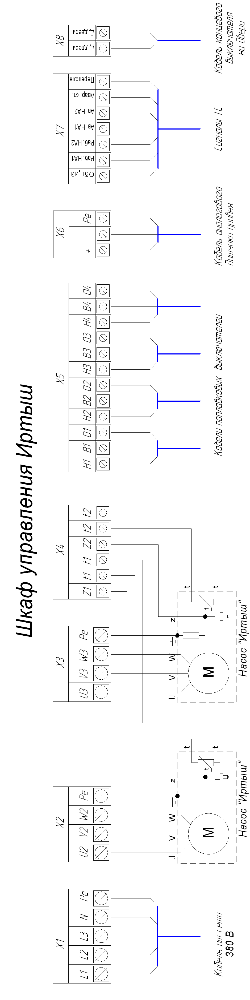 Шкаф управления Иртыш
X1
L1
L2
L3
N
Pe
X2
U2
V2
W2
Pe
X3
U3
V3
W3
Pe
X4
Z1
t1
t1
Z2
t2
t2
X5
H1
B1
O1
H2
B2
O2
H3
B3
O3
H4
B4
O4
X6
+
-
Pe
X7
Общий
Раб. НА1
Раб. НА2
Ав. НА1
Ав. НА2
Авар. ст.
Переполн.
X8
Д. двери
Д. двери
U
V
W
z
t
t
t
M
Насос "Иртыш"
U
V
W
z
t
t
t
M
Насос "Иртыш"
Кабель от сети
380 В
Кабели поплавковых выключателей
Кабель аналогового
датчика уровня
Сигналы ТС
Кабель концевого
выключателя
на двери